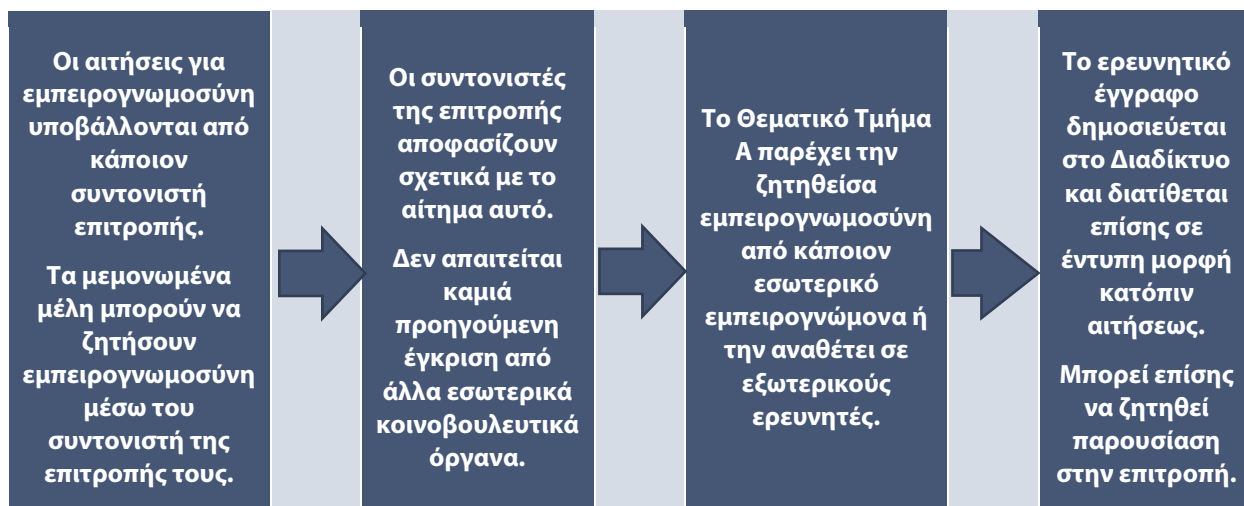 Οι αιτήσεις για
εμπειρογνωμοσύνη
υποβάλλονται από
κάποιον
συντονιστή
επιτροπής.
Τα μεμονωμένα
μέλη μπορούν να
ζητήσουν
εμπειρογνωμοσύνη
μέσω του
συντονιστή της
επιτροπής τους.
Οι συντονιστές
της επιτροπής
αποφασίζουν
σχετικά με το
αίτημα αυτό.
Δεν απαιτείται
καμιά
προηγούμενη
έγκριση από
άλλα εσωτερικά
κοινοβουλευτικά
όργανα.
Το Θεματικό Τμήμα
Α παρέχει την
ζητηθείσα
εμπειρογνωμοσύνη
από κάποιον
εσωτερικό
εμπειρογνώμονα ή
την αναθέτει σε
εξωτερικούς
ερευνητές.
Το ερευνητικό
έγγραφο
δημοσιεύεται
στο Διαδίκτυο
και διατίθεται
επίσης σε
έντυπη μορφή
κατόπιν
αιτήσεως.
Μπορεί επίσης
να ζητηθεί
παρουσίαση
στην επιτροπή.